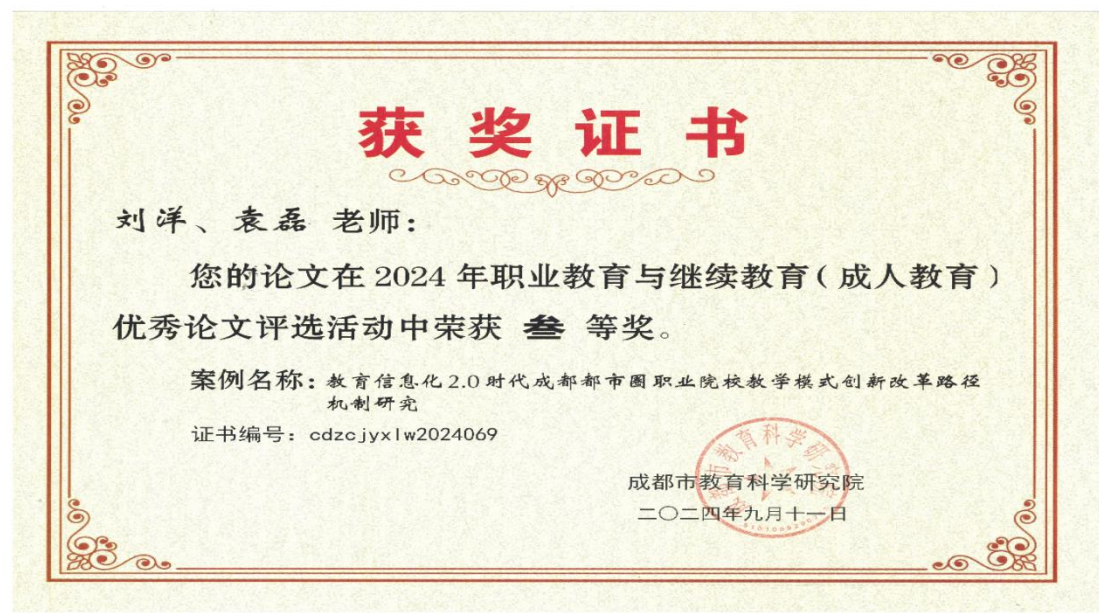 获奖证书
刘洋、袁磊 老师：
您的论文在2024年职业教育与继续教育（成人教育）
优秀论文评选活动中荣获 叁 等奖。
案例名称：教育信息化2.0时代成都都市圈职业院校教学模式创新改革路径
机制研究
证书编号：cdzcjyxlw2024069
成都市教育科学研究院
二〇二四年九月十一日